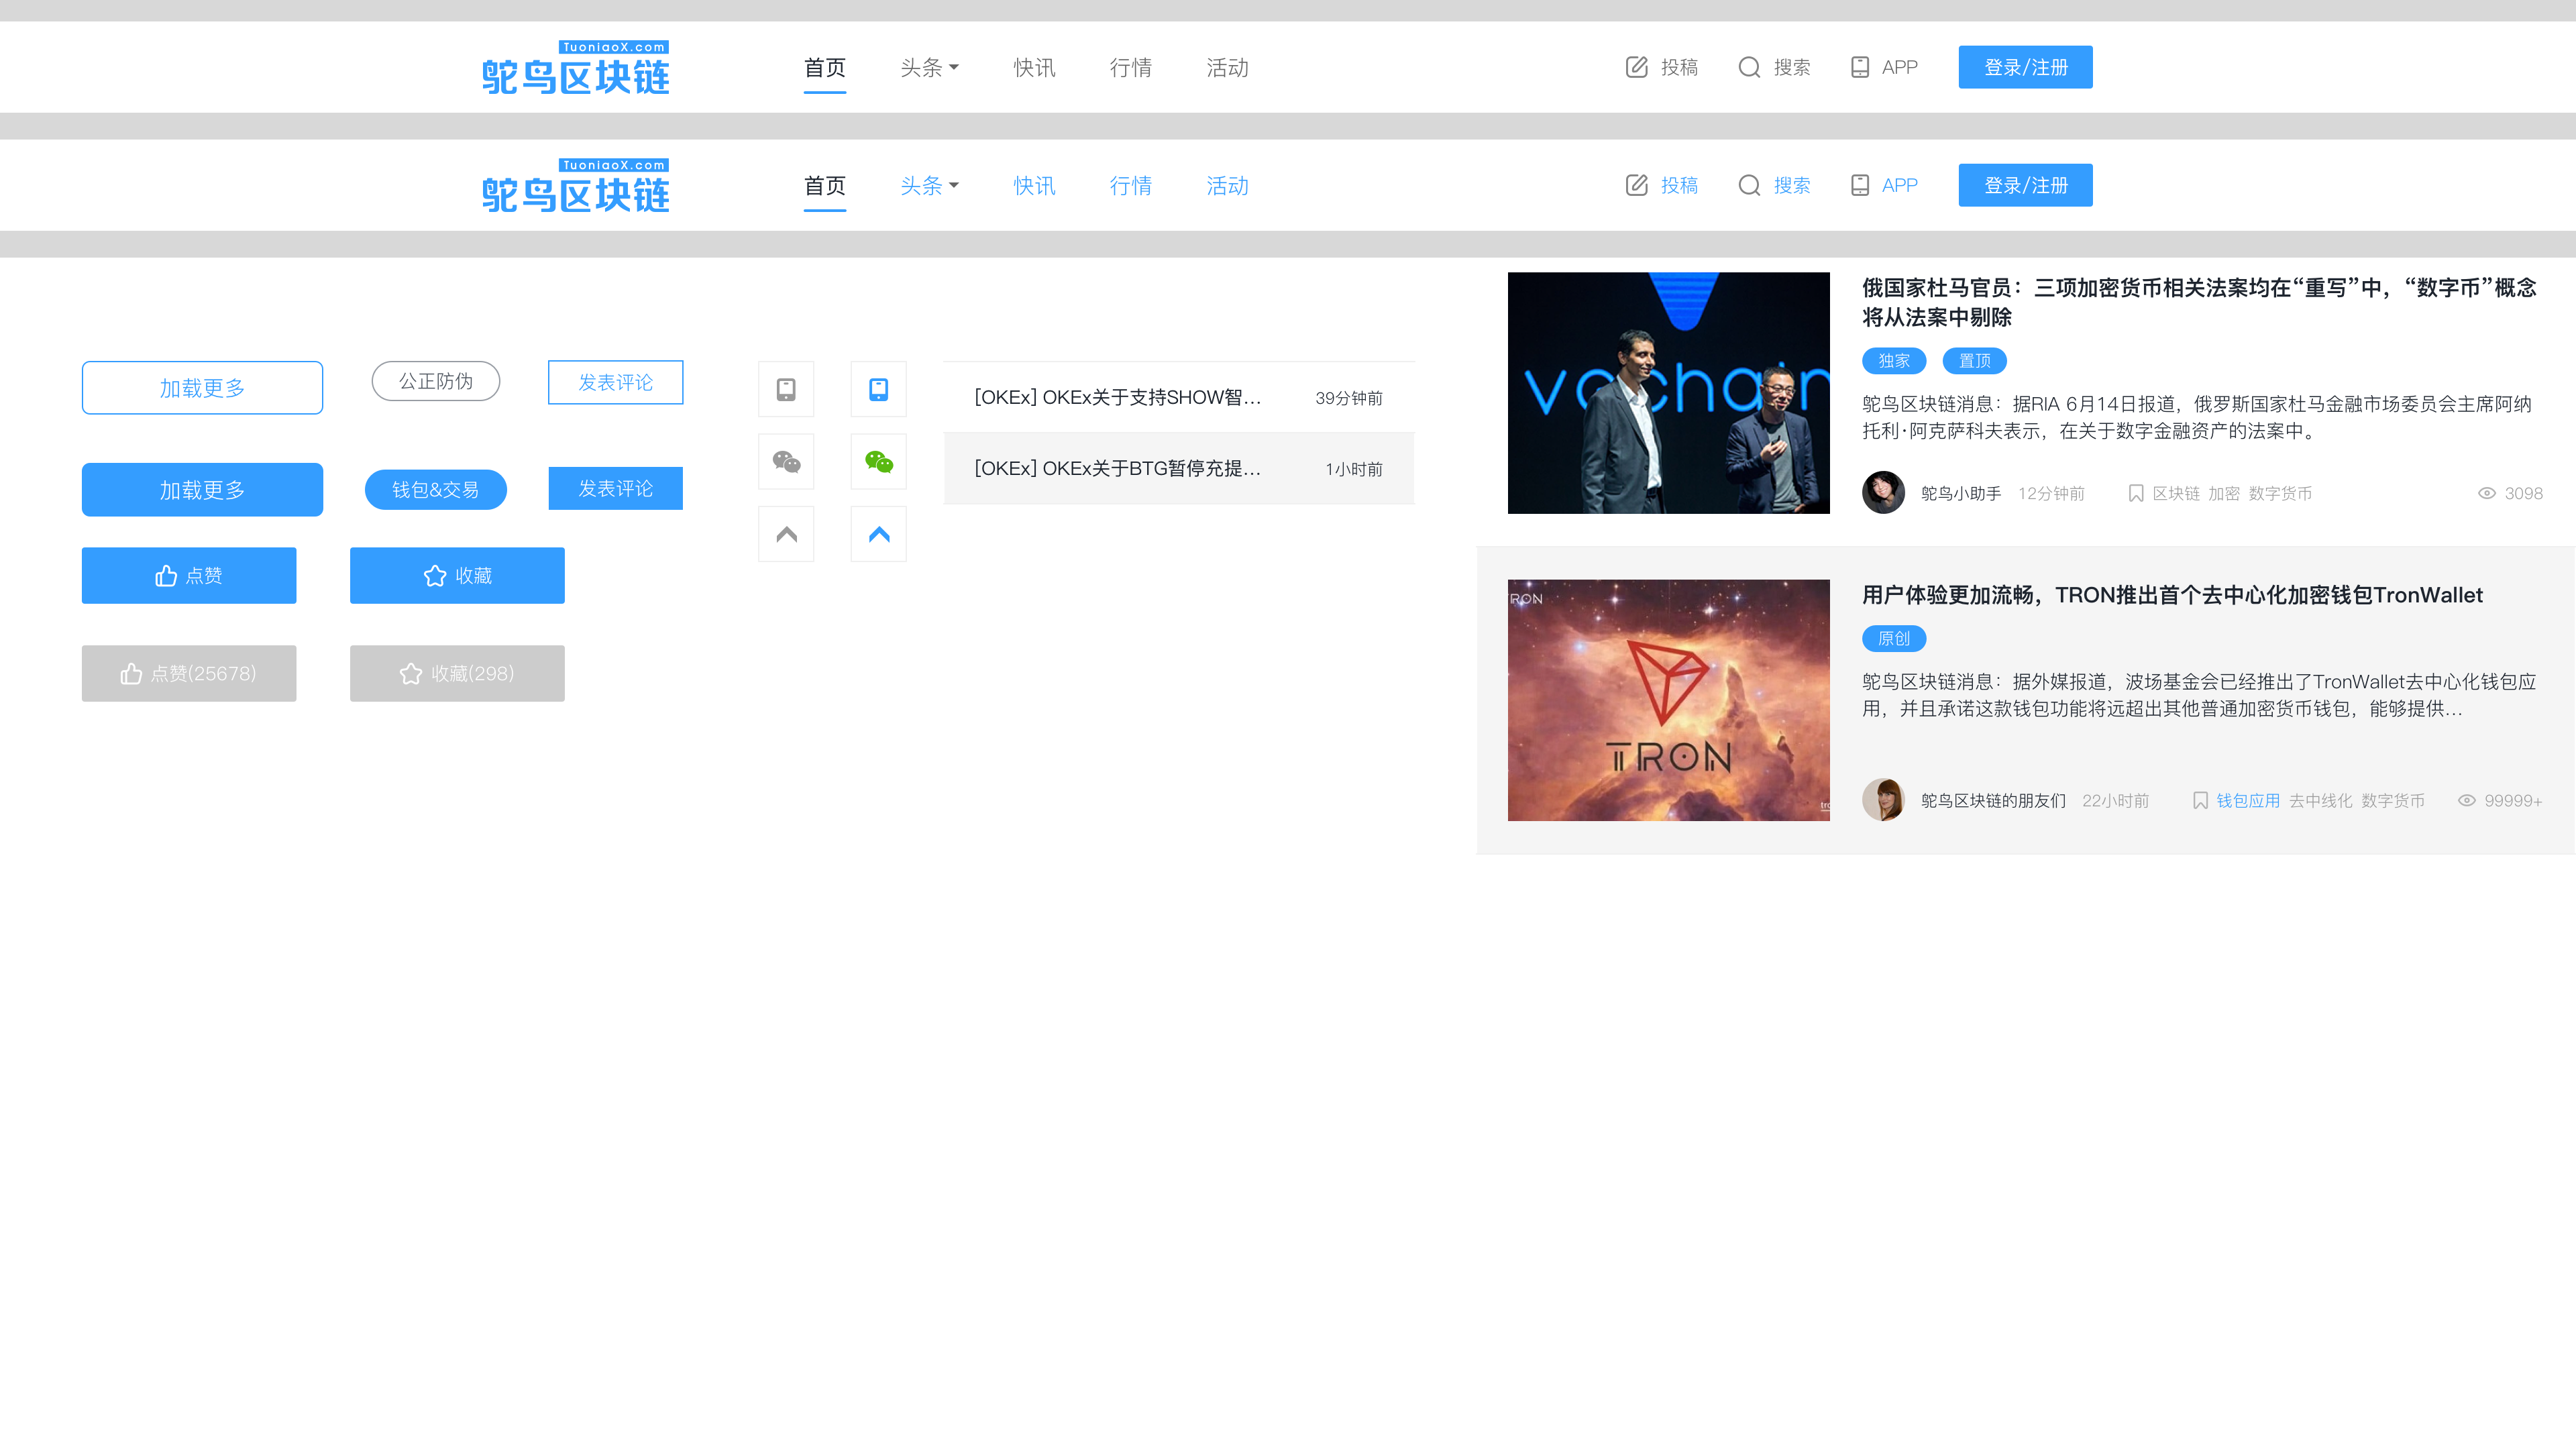 TuoniaoX.com
鸵鸟区块链
首页 头条 快讯 行情 活动
投稿 搜索 APP 登录/注册
TuoniaoX.com
鸵鸟区块链
首页 头条 快讯 行情 活动
投稿 搜索 APP 登录/注册
加载更多 公正防伪 发表评论
加载更多 钱包&交易 发表评论
点赞 收藏
点赞(25678) 收藏(298)
[OKEx] OKEx关于支持SHOW智... 39分钟前
[OKEx] OKEx关于BTG暂停充提... 1小时前
vechain
俄国家杜马官员：三项加密货币相关法案均在“重写”中，“数字币”概念
将从法案中剔除
独家 置顶
鸵鸟区块链消息：据RIA 6月14日报道，俄罗斯国家杜马金融市场委员会主席阿纳
托利·阿克萨科夫表示，在关于数字金融资产的法案中。
鸵鸟小助手 12分钟前 区块链 加密 数字货币 3098
TRON
TRON
用户体验更加流畅，TRON推出首个去中心化加密钱包TronWallet
原创
鸵鸟区块链消息：据外媒报道，波场基金会已经推出了TronWallet去中心化钱包应
用，并且承诺这款钱包功能将远超出其他普通加密货币钱包，能够提供...
鸵鸟区块链的朋友们 22小时前 钱包应用 去中线化 数字货币 99999+